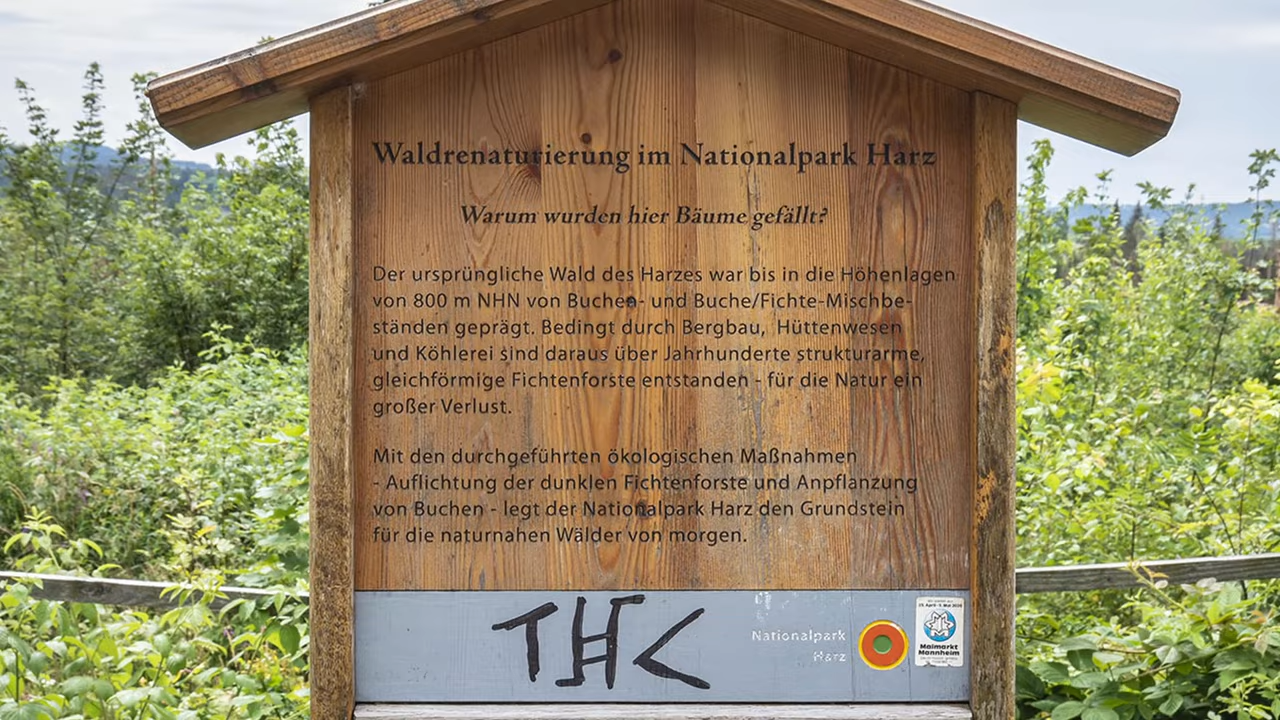 Waldrenaturierung im Nationalpark Harz
Warum wurden hier Bäume gefällt?
Der ursprüngliche Wald des Harzes war bis in die Höhenlagen
von 800 m NHN von Buchen- und Buche/Fichte-Mischbe-
ständen geprägt. Bedingt durch Bergbau, Hüttenwesen
und Köhlerei sind daraus über Jahrhunderte strukturarme,
gleichförmige Fichtenforste entstanden - für die Natur ein
großer Verlust.
Mit den durchgeführten ökologischen Maßnahmen
- Auflichtung der dunklen Fichtenforste und Anpflanzung
von Buchen - legt der Nationalpark Harz den Grundstein
für die naturnahen Wälder von morgen.
THC
Nationalpark
Harz
Maimarkt
Mannheim